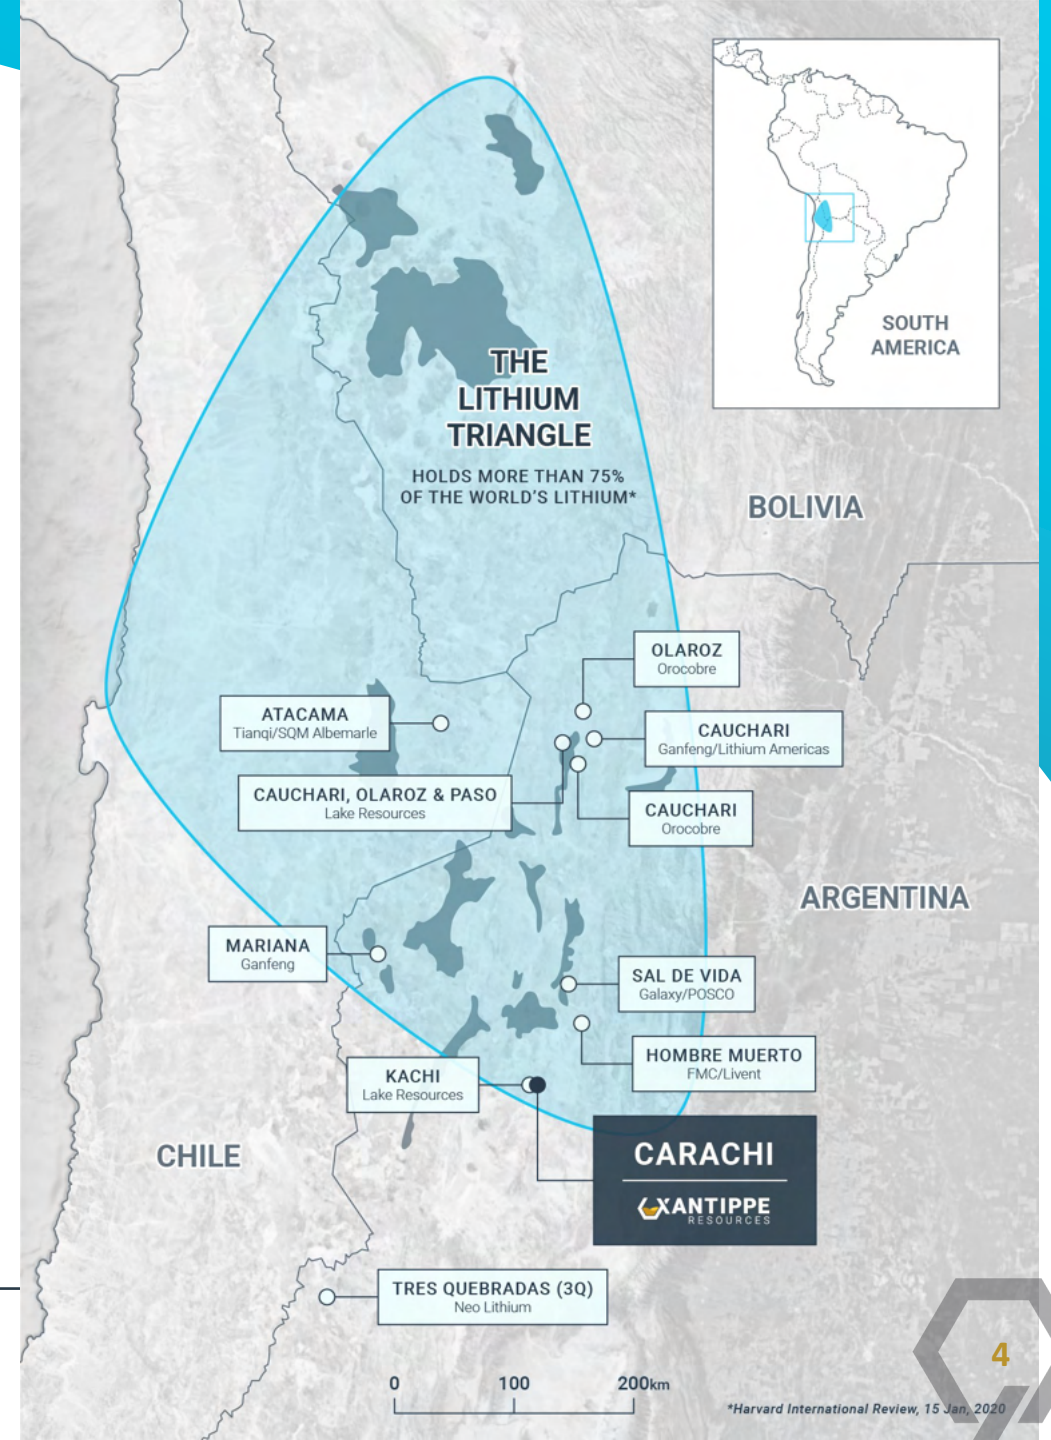 SOUTH
AMERICA
THE
LITHIUM
TRIANGLE
HOLDS MORE THAN 75%
OF THE WORLD'S LITHIUM*
BOLIVIA
OLAROZ
Orocobre
ATACAMA
Tianqi/SQM Albemarle
CAUCHARI
Ganfeng/Lithium Americas
CAUCHARI, OLAROZ & PASO
Lake Resources
CAUCHARI
Orocobre
ARGENTINA
MARIANA
Ganfeng
SAL DE VIDA
Galaxy/POSCO
HOMBRE MUERTO
FMC/Livent
KACHI
Lake Resources
CHILE
CARACHI
XANTIPPE
RESOURCES
TRES QUEBRADAS (3Q)
Neo Lithium
4
0 100 200km
*Harvard International Review, 15 Jan, 2020